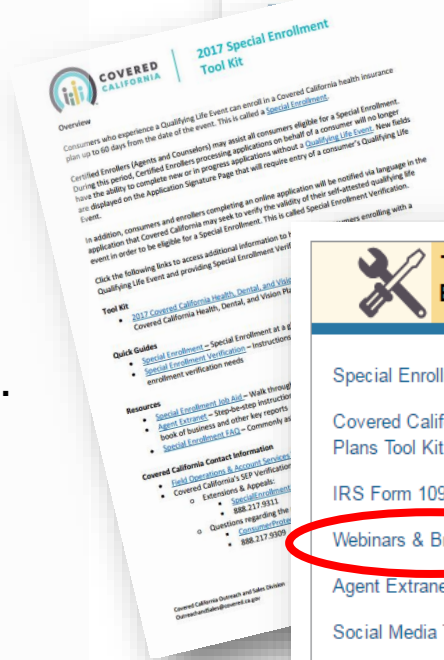 COVERED
CALIFORNIA
2017 Special Enrollment
Tool Kit
Overview
Consumers who experience a Qualifying Life Event can enroll in a Covered California health insurance
plan up to 60 days from the date of the event. This is called a Special Enrollment.
Certified Enrollers (Agents and Counselors) may assist all consumers eligible for a Special Enrollment.
During this period, Certified Enrollers processing applications on behalf of a consumer will no longer
have the ability to complete new or in progress applications without a Qualifying Life Event. New fields
are displayed on the Application Signature Page that will require entry of a consumer's Qualifying Life
Event.
In addition, consumers and enrollees completing an online application will be notified via language in the
application that Covered California may seek to verify the validity of their self-attested qualifying life
event in order to be eligible for a Special Enrollment. This is called Special Enrollment Verification.
Click the following links to access additional information to enrolling with a
Qualifying Life Event and providing Special Enrollment
Tool Kit
• 2017 Covered California Health, Dental, and
Covered California Health, Dental, and Vision
Quick Guides
• Special Enrollment – Special Enrollment at a
• Special Enrollment Verification – Instructions
enrollment verification needs
Resources
• Special Enrollment Job Aid – Walk
• Agent Extranet – Step-by-step
book of business and other key reports
• Special Enrollment FAQ – Commonly
Covered California Contact Information
• Field Operations & Account Services
• Covered California's SEP Verification
o Extensions & Appeals:
▪
▪ 888.217.9311
o Questions regarding the
▪
▪ 888.217.9309
Covered California Outreach and Sales Division
OutreachandSales@covered.ca.gov
.
Special Enroll
Covered Calif
Plans Tool Kit
IRS Form 109
Webinars & B
Agent Extrane
Social Media